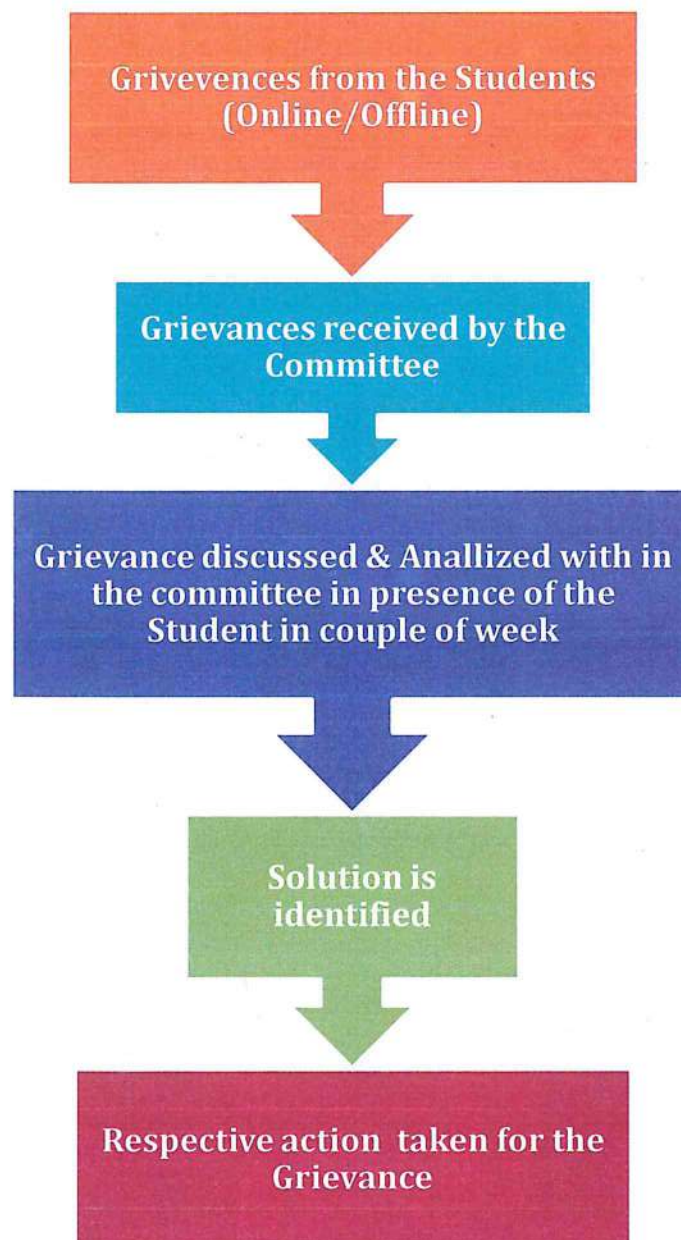 Grivevences from the Students
(Online/Offline)
Grievances received by the
Committee
Grievance discussed & Anallized with in
the committee in presence of the
Student in couple of week
Solution is
identified
Respective action  taken for the
Grievance